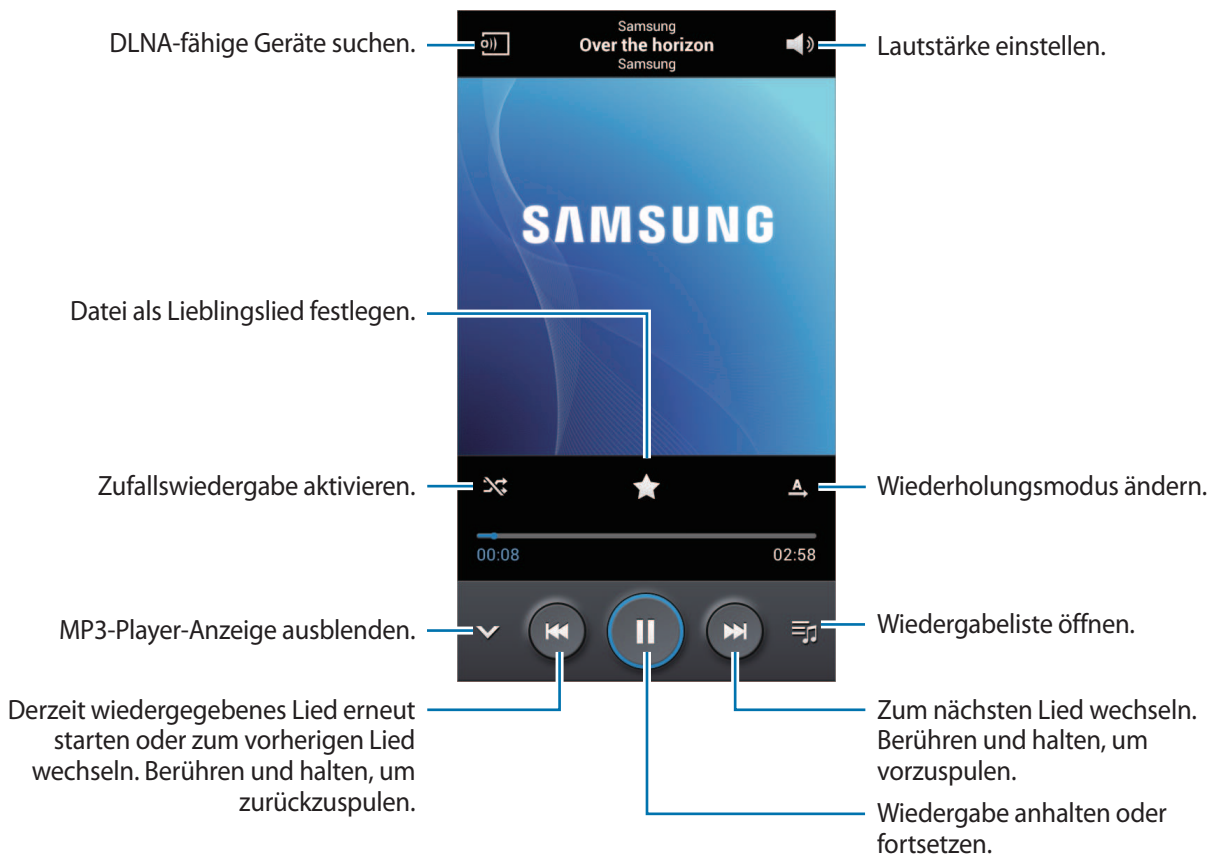 DLNA-fähige Geräte suchen.
Samsung
Over the horizon
Samsung
Lautstärke einstellen.
SAMSUNG
Datei als Lieblingslied festlegen.
Zufallswiedergabe aktivieren.
A
Wiederholungsmodus ändern.
00:08
02:58
MP3-Player-Anzeige ausblenden.
Wiedergabeliste öffnen.
Derzeit wiedergegebenes Lied erneut
starten oder zum vorherigen Lied
wechseln. Berühren und halten, um
zurückzuspulen.
Zum nächsten Lied wechseln.
Berühren und halten, um
vorzuspulen.
Wiedergabe anhalten oder
fortsetzen.